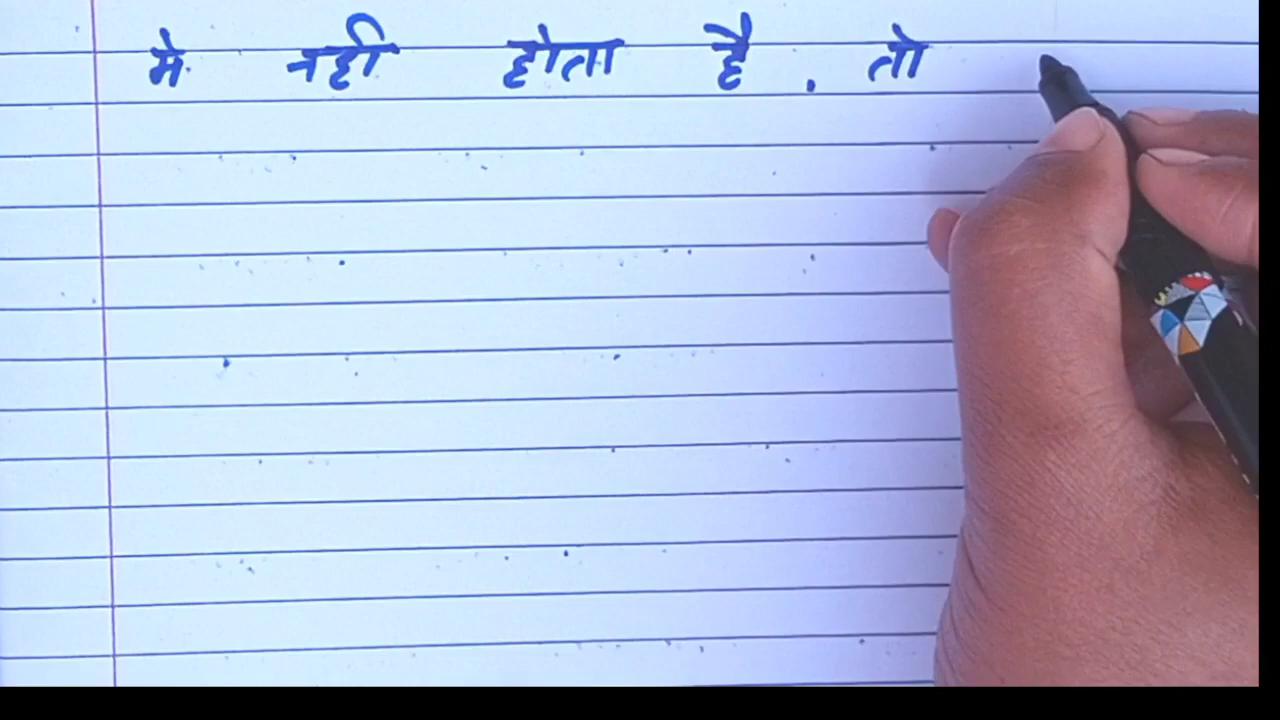 मे नही होता है . तो